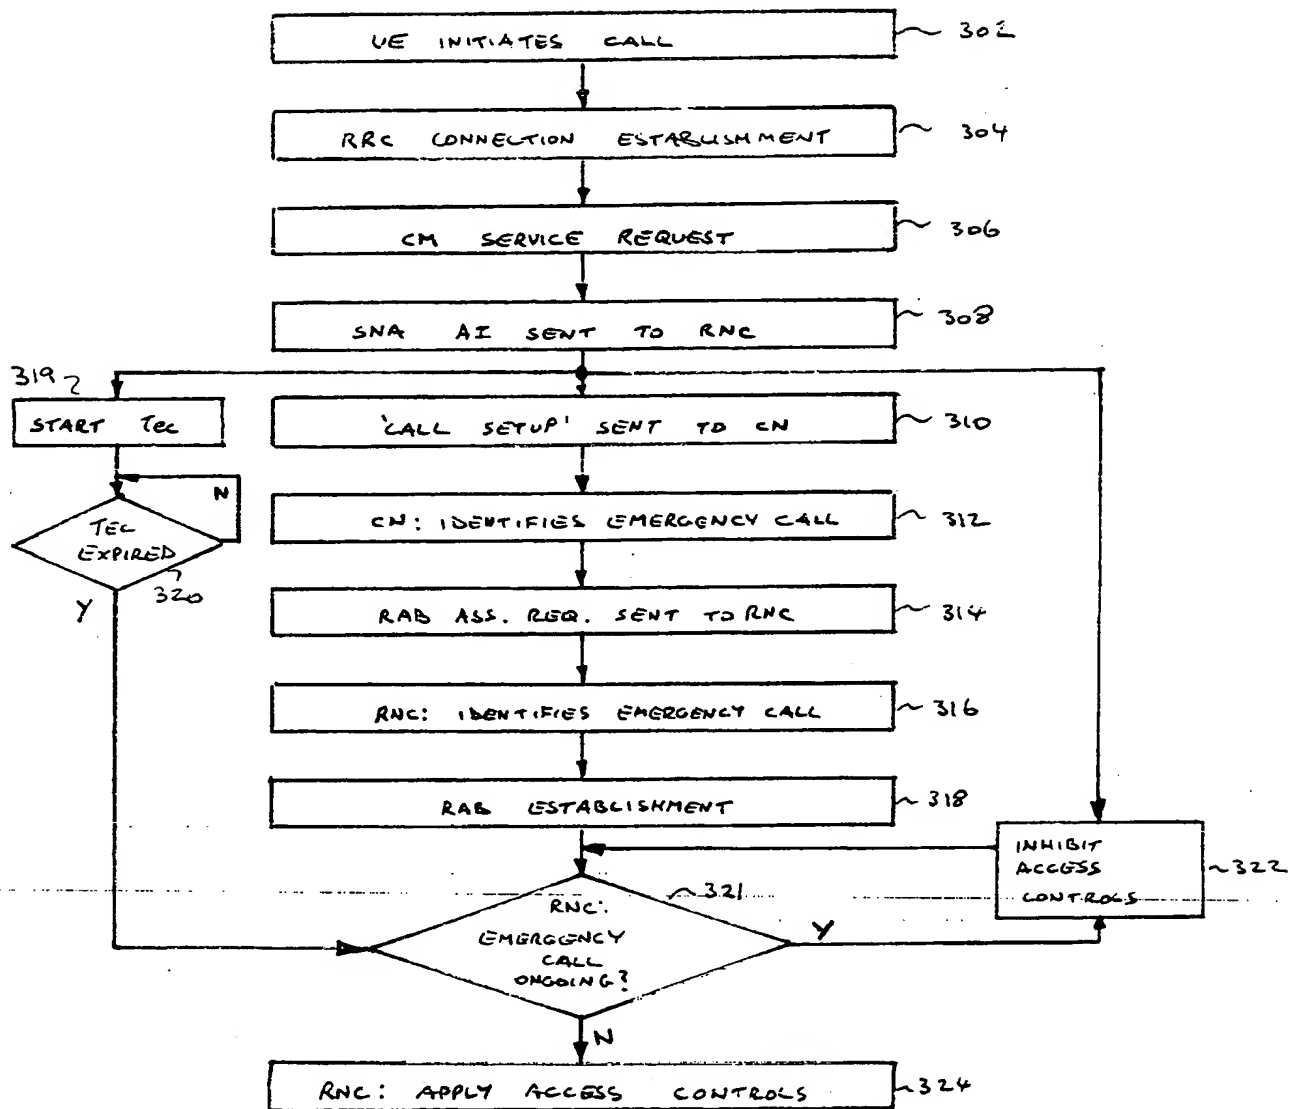 UE INITIATES CALL
302
RRC CONNECTION ESTABLISHMENT
304
CM SERVICE REQUEST
306
SNA AI SENT TO RNC
308
319
START TEC
'CALL SETUP' SENT TO CN
310
N
TEC
EXPIRED
320
Y
CN: IDENTIFIES EMERGENCY CALL
312
RAB ASS. REQ. SENT TO RNC
314
RNC: IDENTIFIES EMERGENCY CALL
316
RAB ESTABLISHMENT
318
INHIBIT
ACCESS
CONTROLS
322
321
RNC:
EMERGENCY
CALL
ONGOING?
Y
N
RNC: APPLY ACCESS CONTROLS
324